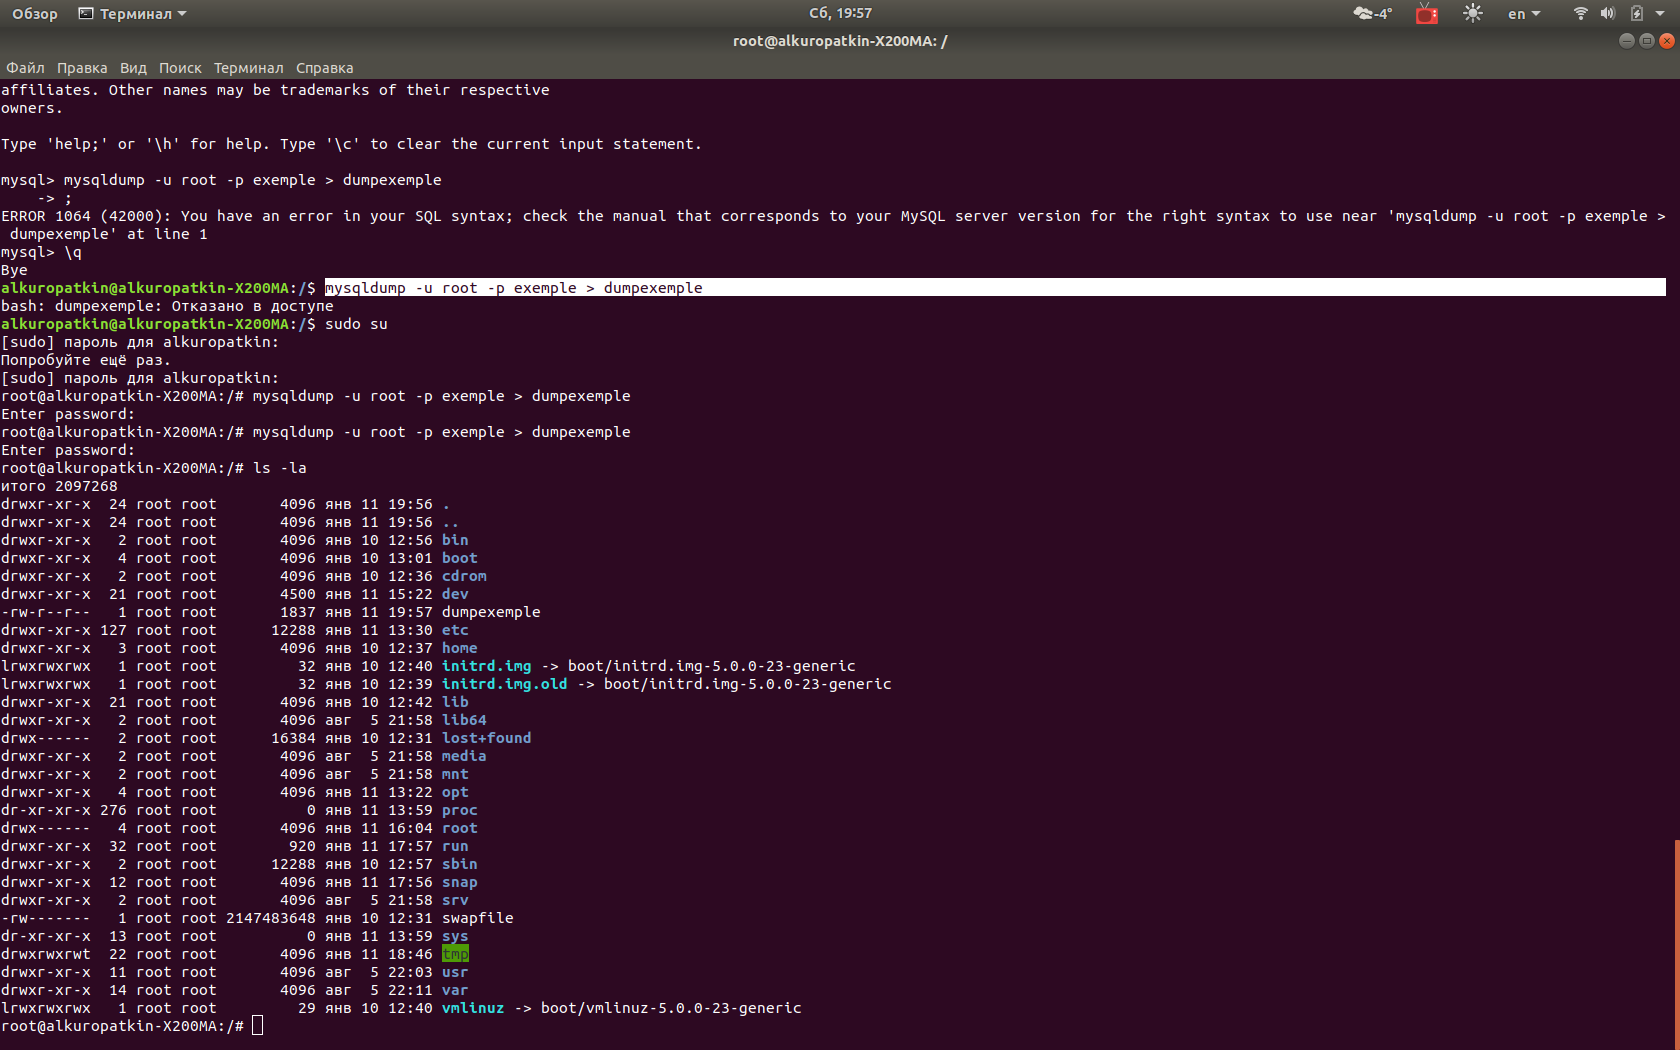 Обзор Терминал Сб, 19:57 -4° en
root@alkuropatkin-X200MA: /
Файл Правка Вид Поиск Терминал Справка
affiliates. Other names may be trademarks of their respective
owners.
Type 'help;' or '\h' for help. Type '\c' to clear the current input statement.
mysql> mysqldump -u root -p exemple > dumpexemple
    -> ;
ERROR 1064 (42000): You have an error in your SQL syntax; check the manual that corresponds to your MySQL server version for the right syntax to use near 'mysqldump -u root -p exemple >
 dumpexemple' at line 1
mysql> \q
Bye
alkuropatkin@alkuropatkin-X200MA:/$ mysqldump -u root -p exemple > dumpexemple
bash: dumpexemple: Отказано в доступе
alkuropatkin@alkuropatkin-X200MA:/$ sudo su
[sudo] пароль для alkuropatkin:
Попробуйте ещё раз.
[sudo] пароль для alkuropatkin:
root@alkuropatkin-X200MA:/# mysqldump -u root -p exemple > dumpexemple
Enter password:
root@alkuropatkin-X200MA:/# mysqldump -u root -p exemple > dumpexemple
Enter password:
root@alkuropatkin-X200MA:/# ls -la
итого 2097268
drwxr-xr-x  24 root root       4096 янв 11 19:56 .
drwxr-xr-x  24 root root       4096 янв 11 19:56 ..
drwxr-xr-x   2 root root       4096 янв 10 12:56 bin
drwxr-xr-x   4 root root       4096 янв 10 13:01 boot
drwxr-xr-x   2 root root       4096 янв 10 12:36 cdrom
drwxr-xr-x  21 root root       4500 янв 11 15:22 dev
-rw-r--r--   1 root root       1837 янв 11 19:57 dumpexemple
drwxr-xr-x 127 root root      12288 янв 11 13:30 etc
drwxr-xr-x   3 root root       4096 янв 10 12:37 home
lrwxrwxrwx   1 root root         32 янв 10 12:40 initrd.img -> boot/initrd.img-5.0.0-23-generic
lrwxrwxrwx   1 root root         32 янв 10 12:39 initrd.img.old -> boot/initrd.img-5.0.0-23-generic
drwxr-xr-x  21 root root       4096 янв 10 12:42 lib
drwxr-xr-x   2 root root       4096 авг  5 21:58 lib64
drwx------   2 root root      16384 янв 10 12:31 lost+found
drwxr-xr-x   2 root root       4096 авг  5 21:58 media
drwxr-xr-x   2 root root       4096 авг  5 21:58 mnt
drwxr-xr-x   4 root root       4096 янв 11 13:22 opt
dr-xr-xr-x 276 root root          0 янв 11 13:59 proc
drwx------   4 root root       4096 янв 11 16:04 root
drwxr-xr-x  32 root root        920 янв 11 17:57 run
drwxr-xr-x   2 root root      12288 янв 10 12:57 sbin
drwxr-xr-x  12 root root       4096 янв 11 17:56 snap
drwxr-xr-x   2 root root       4096 авг  5 21:58 srv
-rw-------   1 root root 2147483648 янв 10 12:31 swapfile
dr-xr-xr-x  13 root root          0 янв 11 13:59 sys
drwxrwxrwt  22 root root       4096 янв 11 18:46 tmp
drwxr-xr-x  11 root root       4096 авг  5 22:03 usr
drwxr-xr-x  14 root root       4096 авг  5 22:11 var
lrwxrwxrwx   1 root root         29 янв 10 12:40 vmlinuz -> boot/vmlinuz-5.0.0-23-generic
root@alkuropatkin-X200MA:/#